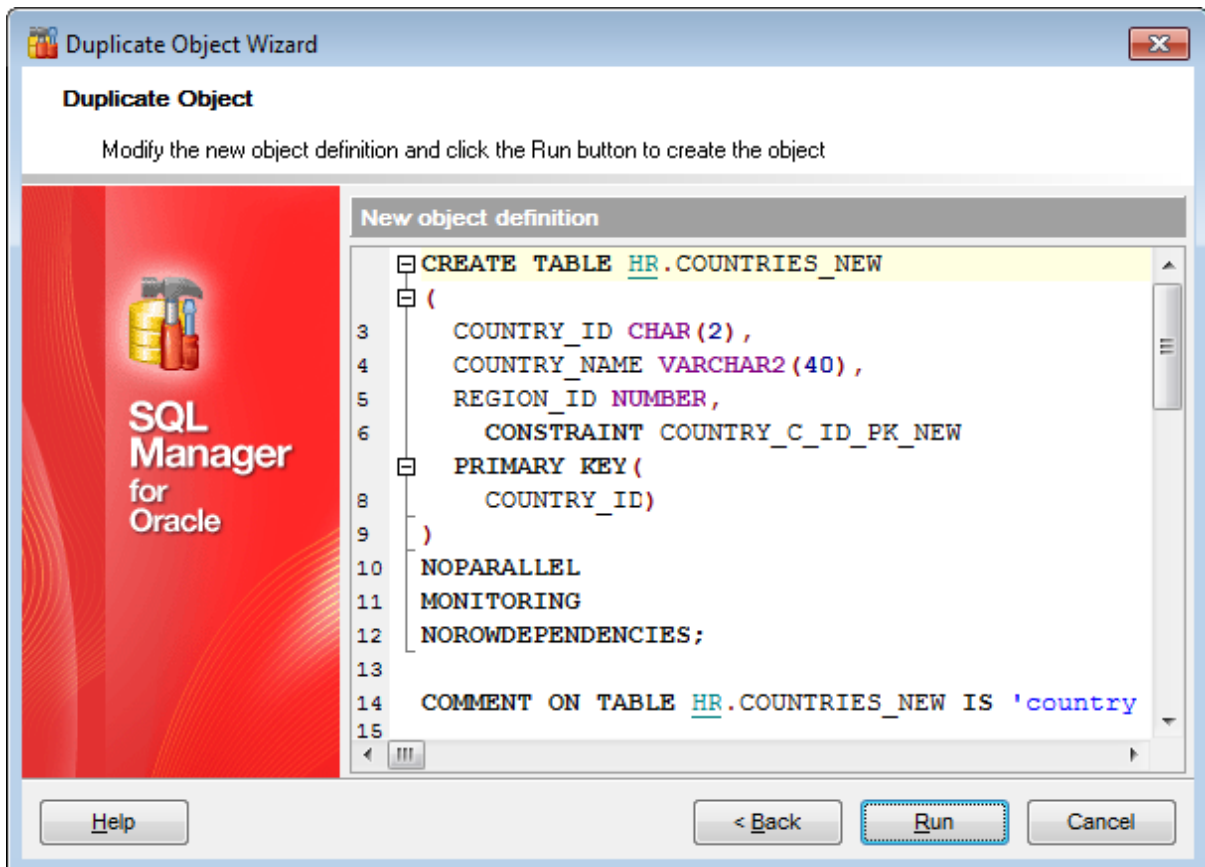 Duplicate Object Wizard
Duplicate Object
Modify the new object definition and click the Run button to create the object
SQL
Manager
for
Oracle
New object definition
CREATE TABLE HR.COUNTRIES_NEW
(
3 COUNTRY_ID CHAR(2),
4 COUNTRY_NAME VARCHAR2(40),
5 REGION_ID NUMBER,
6 CONSTRAINT COUNTRY_C_ID_PK_NEW
PRIMARY KEY(
8 COUNTRY_ID)
9 )
10 NOPARALLEL
11 MONITORING
12 NOROWDEPENDENCIES;
13
14 COMMENT ON TABLE HR.COUNTRIES_NEW IS 'country
15
Help
< Back
Run
Cancel